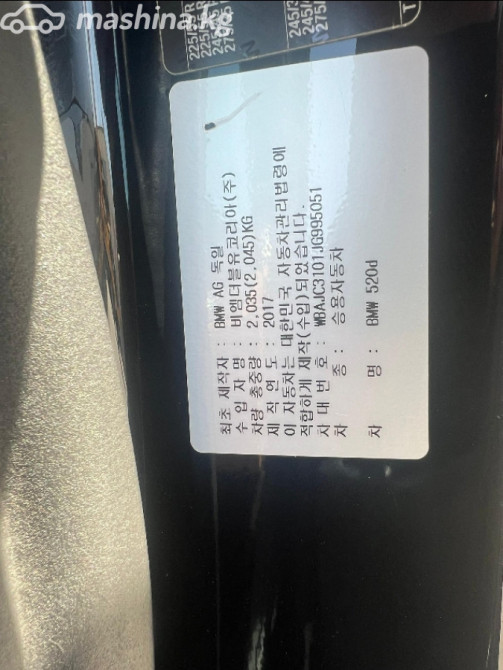 mashina.kg
최초 제작자 : BMW AG 독일
수 입 자 명 : 비엠더블유코리아(주)
차량 총중량 : 2,035(2,045)KG
제 작 연 도 : 2017
이 자동차는 대한민국 자동차관리법령에
적합하게 제작(수입)되었습니다.
차 대 번 호 : WBAJC3101JG995051
차 종 : 승용자동차
차 명 : BMW 520d